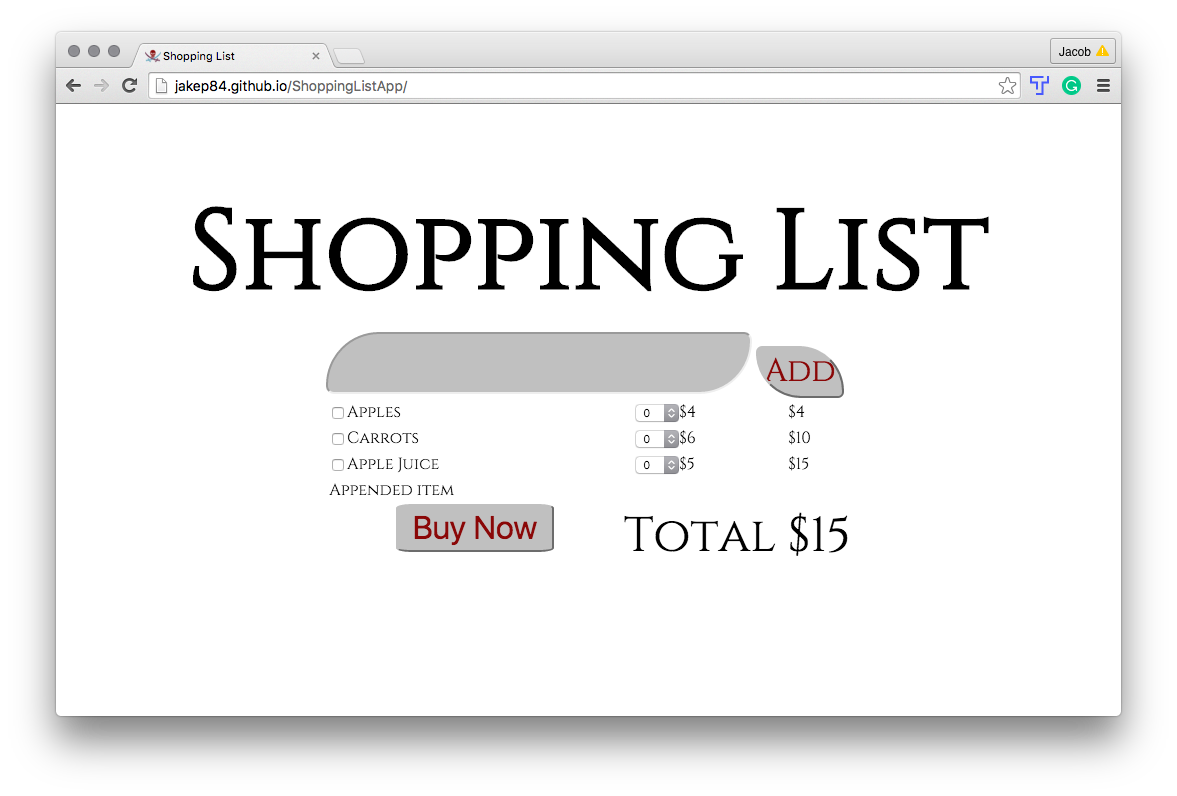 Shopping List
Jacob
jakep84.github.io/ShoppingListApp/
Shopping List
Add
Apples 0 $4 $4
Carrots 0 $6 $10
Apple Juice 0 $5 $15
Appended item
Buy Now Total $15